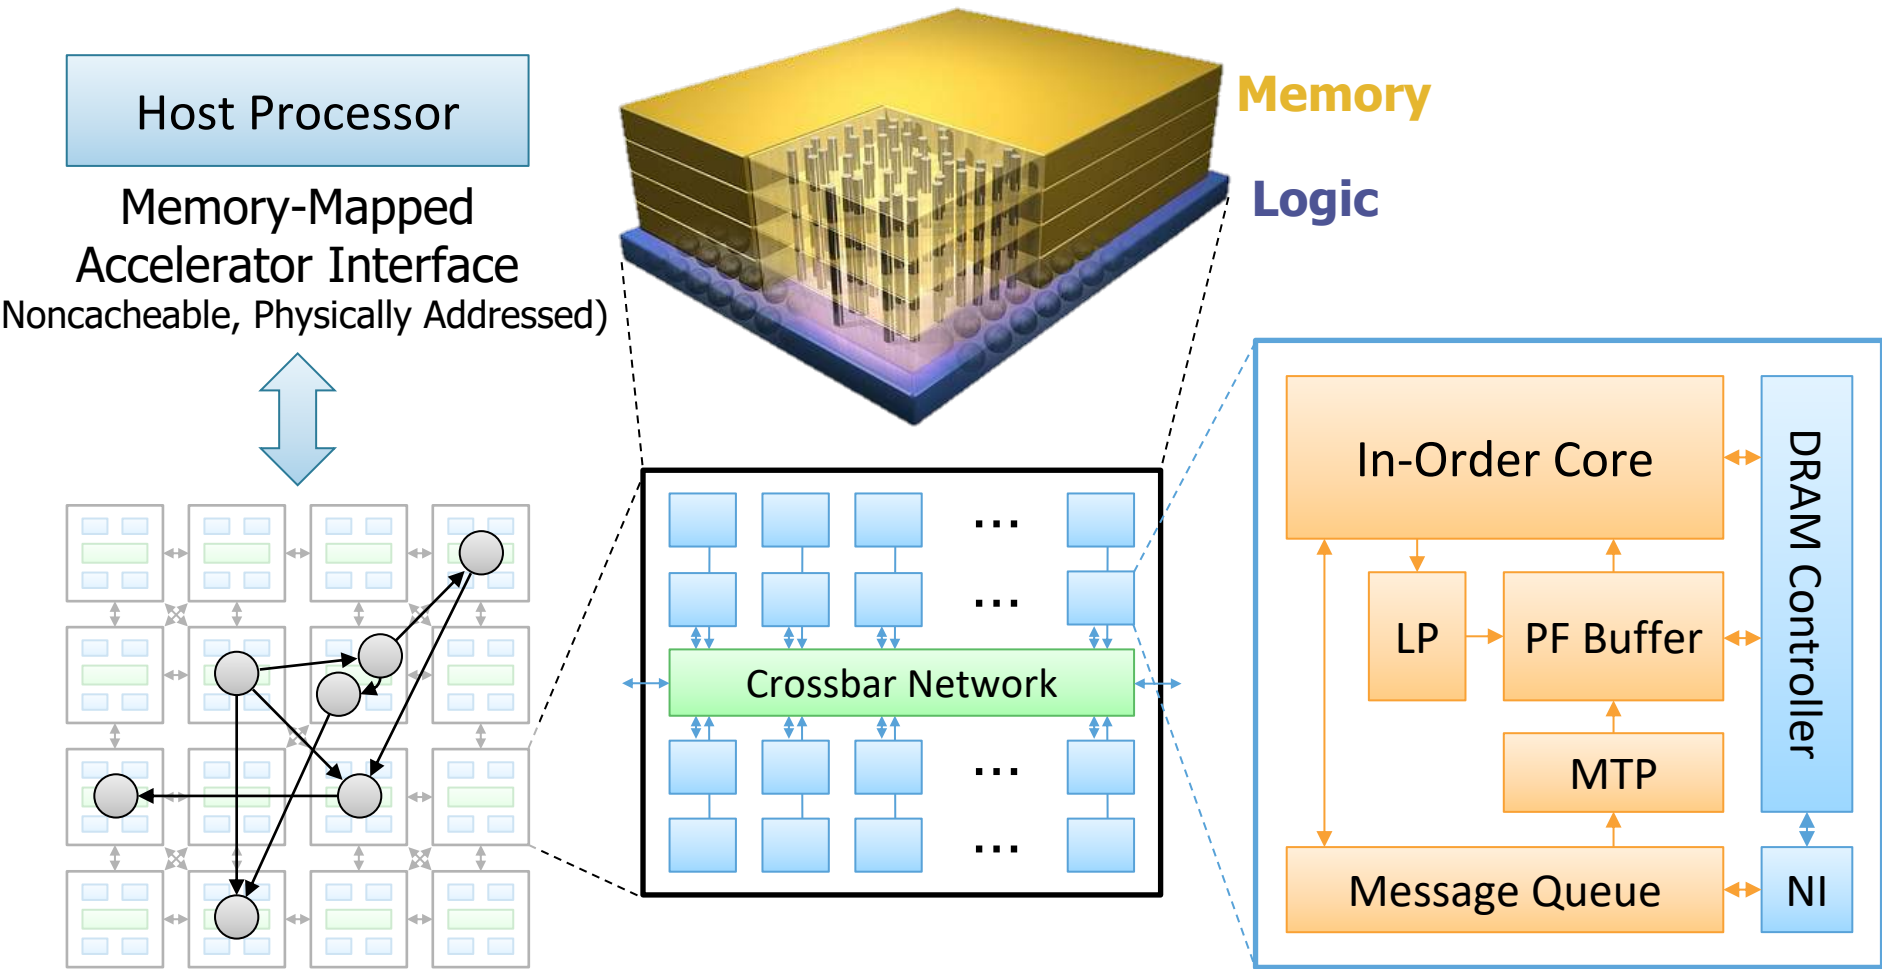 Host Processor
Memory-Mapped
Accelerator Interface
Noncacheable, Physically Addressed)
Memory
Logic
...
...
Crossbar Network
...
...
In-Order Core
LP
PF Buffer
MTP
Message Queue
DRAM Controller
NI